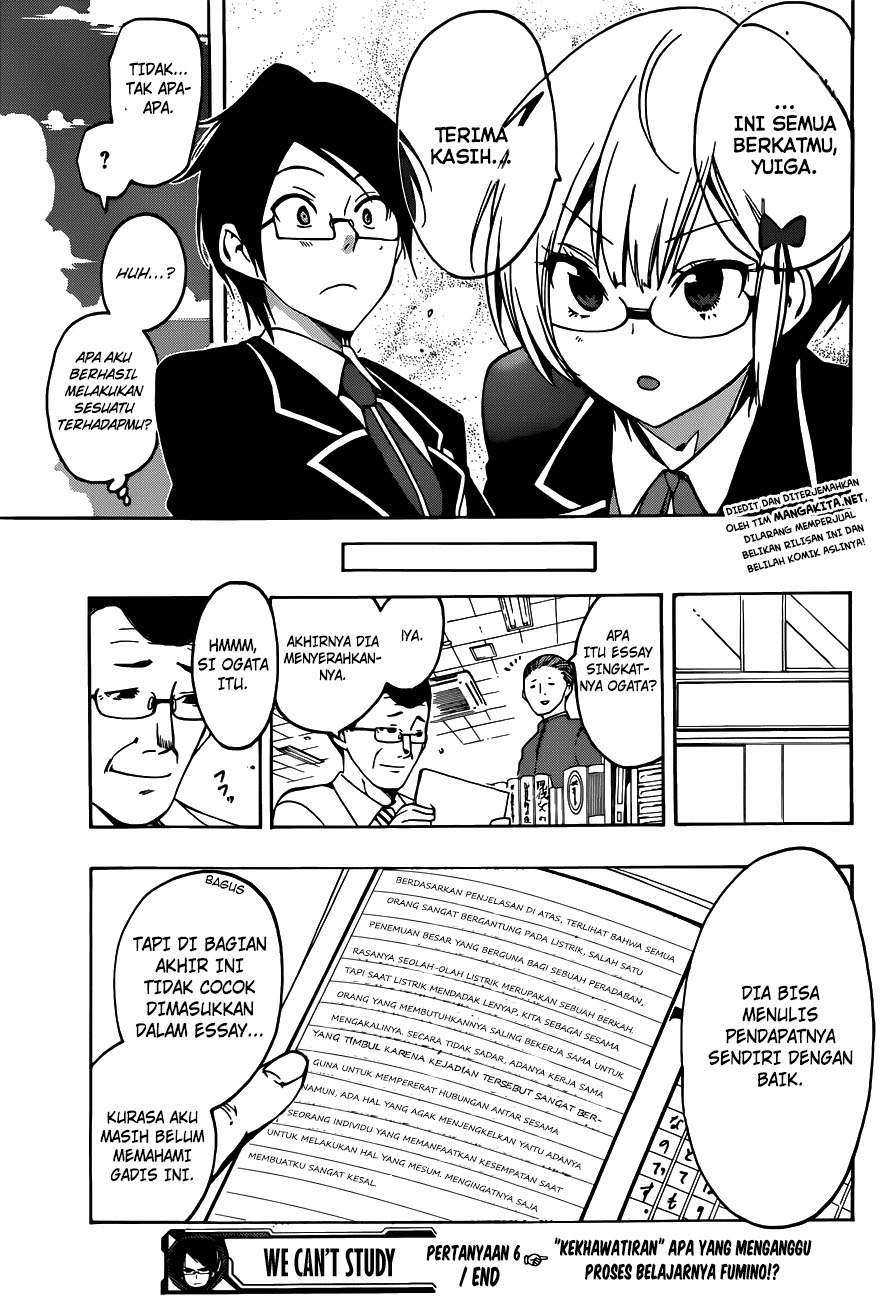 ...
INI SEMUA
BERKATMU,
YUIGA.
TERIMA
KASIH...
TIDAK...
TAK APA-
APA.
?
HUH...?
APA AKU
BERHASIL
MELAKUKAN
SESUATU
TERHADAPMU?
DIEDIT DAN DITERJEMAHKAN
OLEH TIM MANGAKITA.NET.
DILARANG MEMPERJUAL
BELIKAN RILISAN INI DAN
BELILAH KOMIK ASLINYA!
APA
ITU ESSAY
SINGKAT-
NYA OGATA?
IYA.
AKHIRNYA DIA
MENYERAHKAN-
NYA.
HMMM,
SI OGATA
ITU.
DIA BISA
MENULIS
PENDAPATNYA
SENDIRI DENGAN
BAIK.
BERDASARKAN PENJELASAN DI ATAS, TERLIHAT BAHWA SEMUA
ORANG SANGAT BERGANTUNG PADA LISTRIK, SALAH SATU
PENEMUAN BESAR YANG BERGUNA BAGI SEBUAH PERADABAN.
RASANYA SEOLAH-OLAH LISTRIK MERUPAKAN SEBUAH BERKAH.
TAPI SAAT LISTRIK MENDADAK LENYAP, KITA SEBAGAI SESAMA
ORANG YANG MEMBUTUHKANNYA SALING BEKERJA SAMA UNTUK
MENGAKALINYA. SECARA TIDAK SADAR, ADANYA KERJA SAMA
YANG TIMBUL KARENA KEJADIAN TERSEBUT SANGAT BER-
GUNA UNTUK MEMPERERAT HUBUNGAN ANTAR SESAMA
NAMUN, ADA HAL YANG AGAK MENJENGKELKAN YAITU ADANYA
SEORANG INDIVIDU YANG MEMANFAATKAN KESEMPATAN SAAT
UNTUK MELAKUKAN HAL YANG MESUM. MENGINGATNYA SAJA
MEMBUATKU SANGAT KESAL.
BAGUS
TAPI DI BAGIAN
AKHIR INI
TIDAK COCOK
DIMASUKKAN
DALAM ESSAY...
KURASA AKU
MASIH BELUM
MEMAHAMI
GADIS INI.
WE CAN'T STUDY
PERTANYAAN 6
/ END
"KEKHAWATIRAN" APA YANG MENGANGGU
PROSES BELAJARNYA FUMINO!?